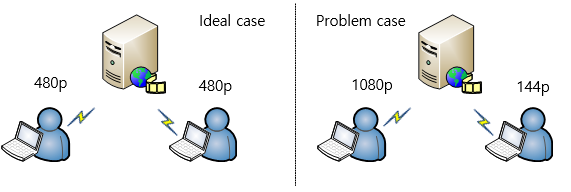 Ideal case
480p
480p
Problem case
1080p
144p